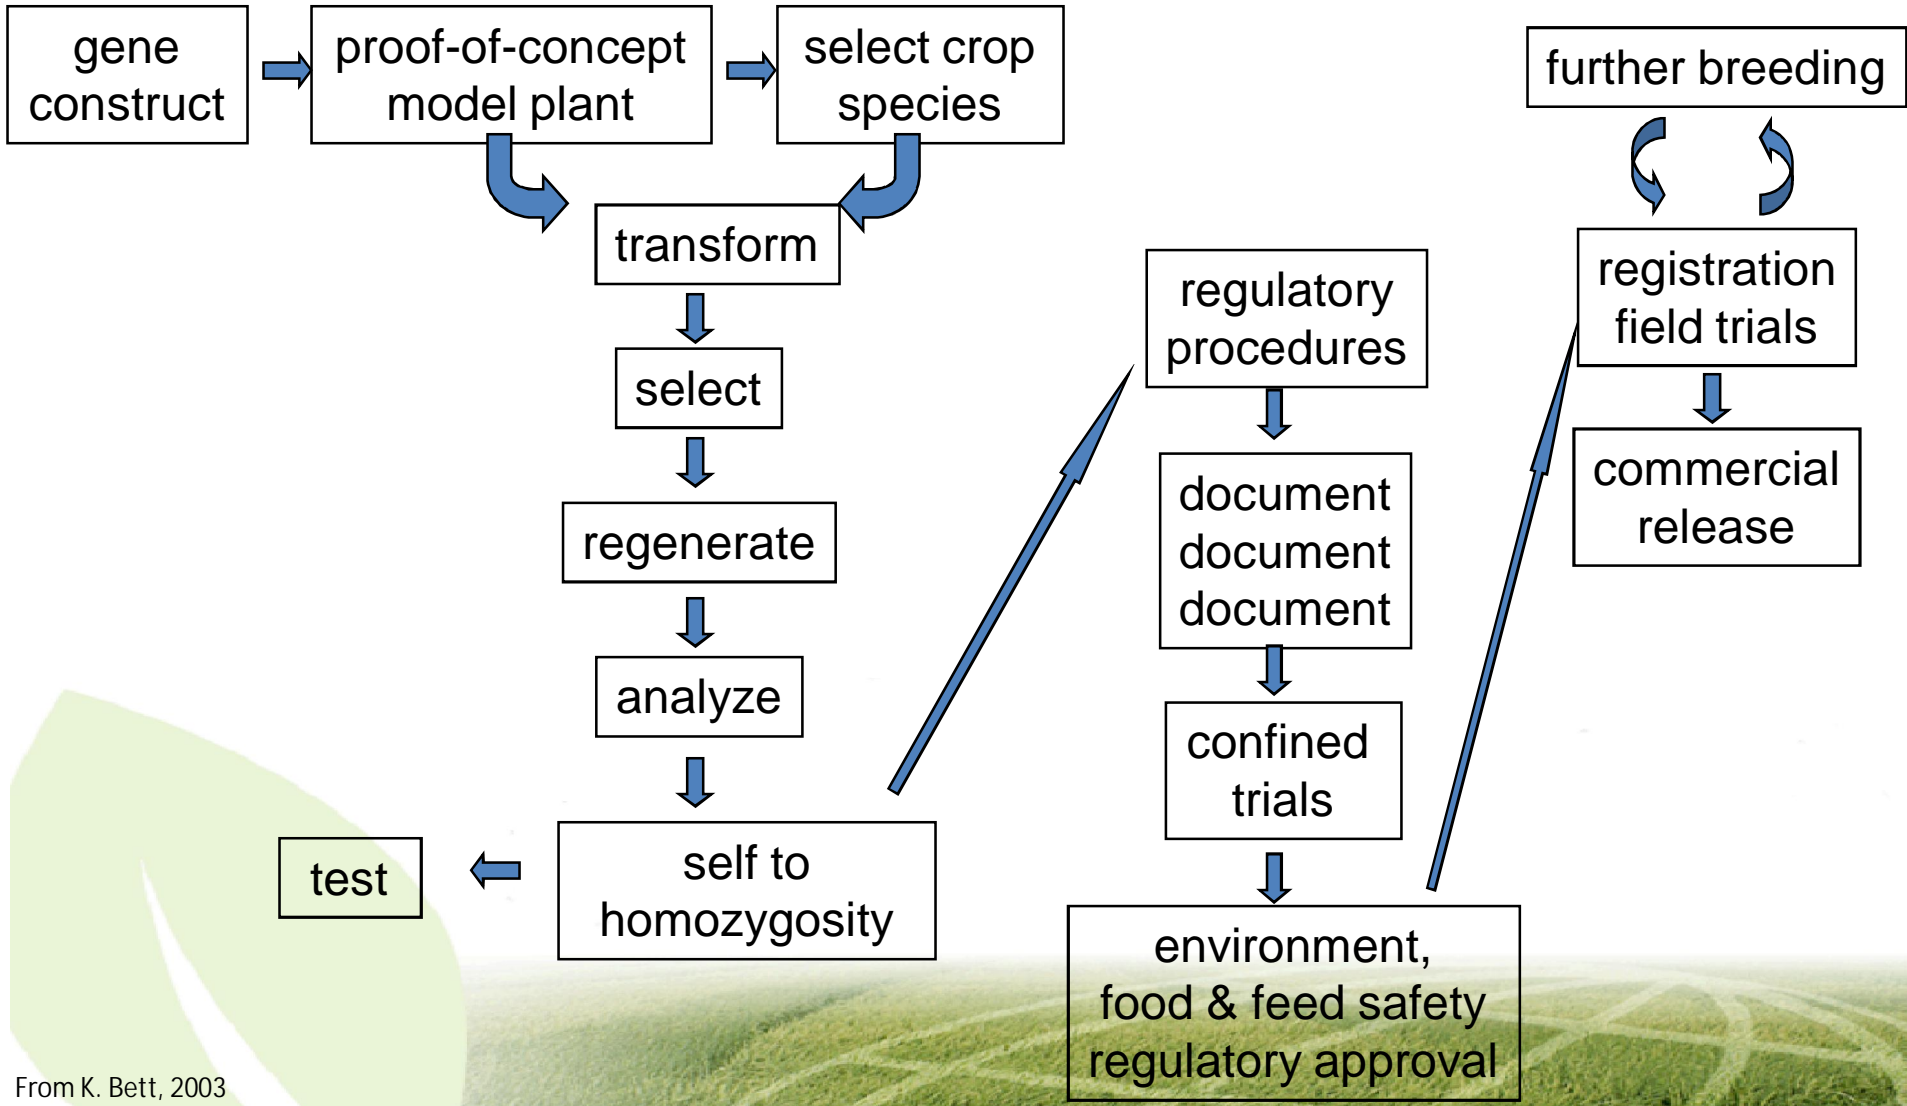 gene
construct
proof-of-concept
model plant
select crop
species
transform
select
regenerate
analyze
self to
homozygosity
test
regulatory
procedures
document
document
document
confined
trials
environment,
food & feed safety
regulatory approval
further breeding
registration
field trials
commercial
release
From K. Bett, 2003